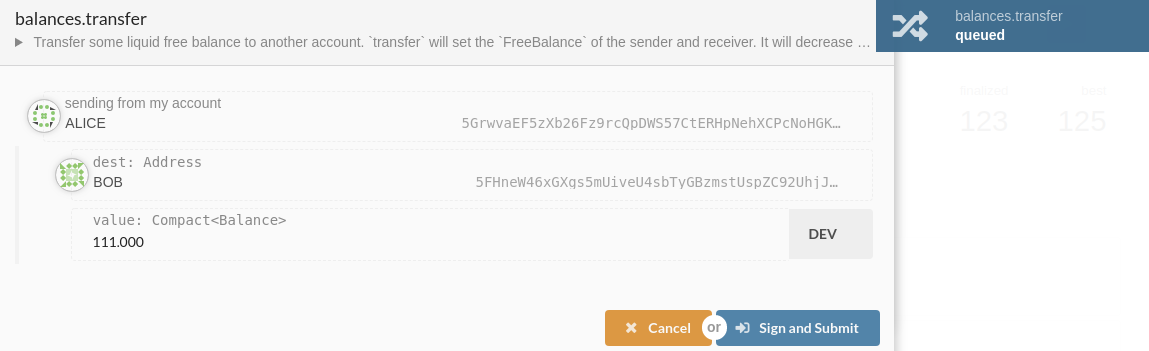 balances.transfer
Transfer some liquid free balance to another account. `transfer` will set the `FreeBalance` of the sender and receiver. It will decrease …
balances.transfer
queued
sending from my account
ALICE 5GrwvaEF5zXb26Fz9rcQpDWS57CtERHpNehXCPcNoHGK…
dest: Address
BOB 5FHneW46xGXgs5mUiveU4sbTyGBzmstUspZC92UhjJ…
value: Compact<Balance>
111.000 DEV
Cancel or Sign and Submit
finalized best
123 125